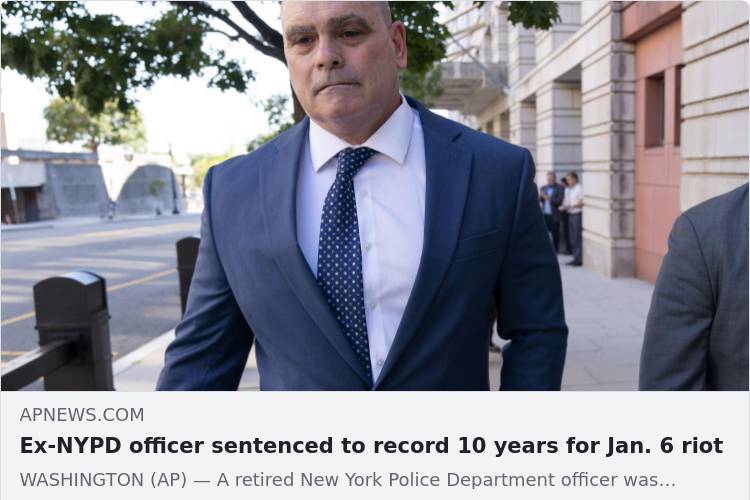 APNEWS.COM
Ex-NYPD officer sentenced to record 10 years for Jan. 6 riot
WASHINGTON (AP) — A retired New York Police Department officer was...